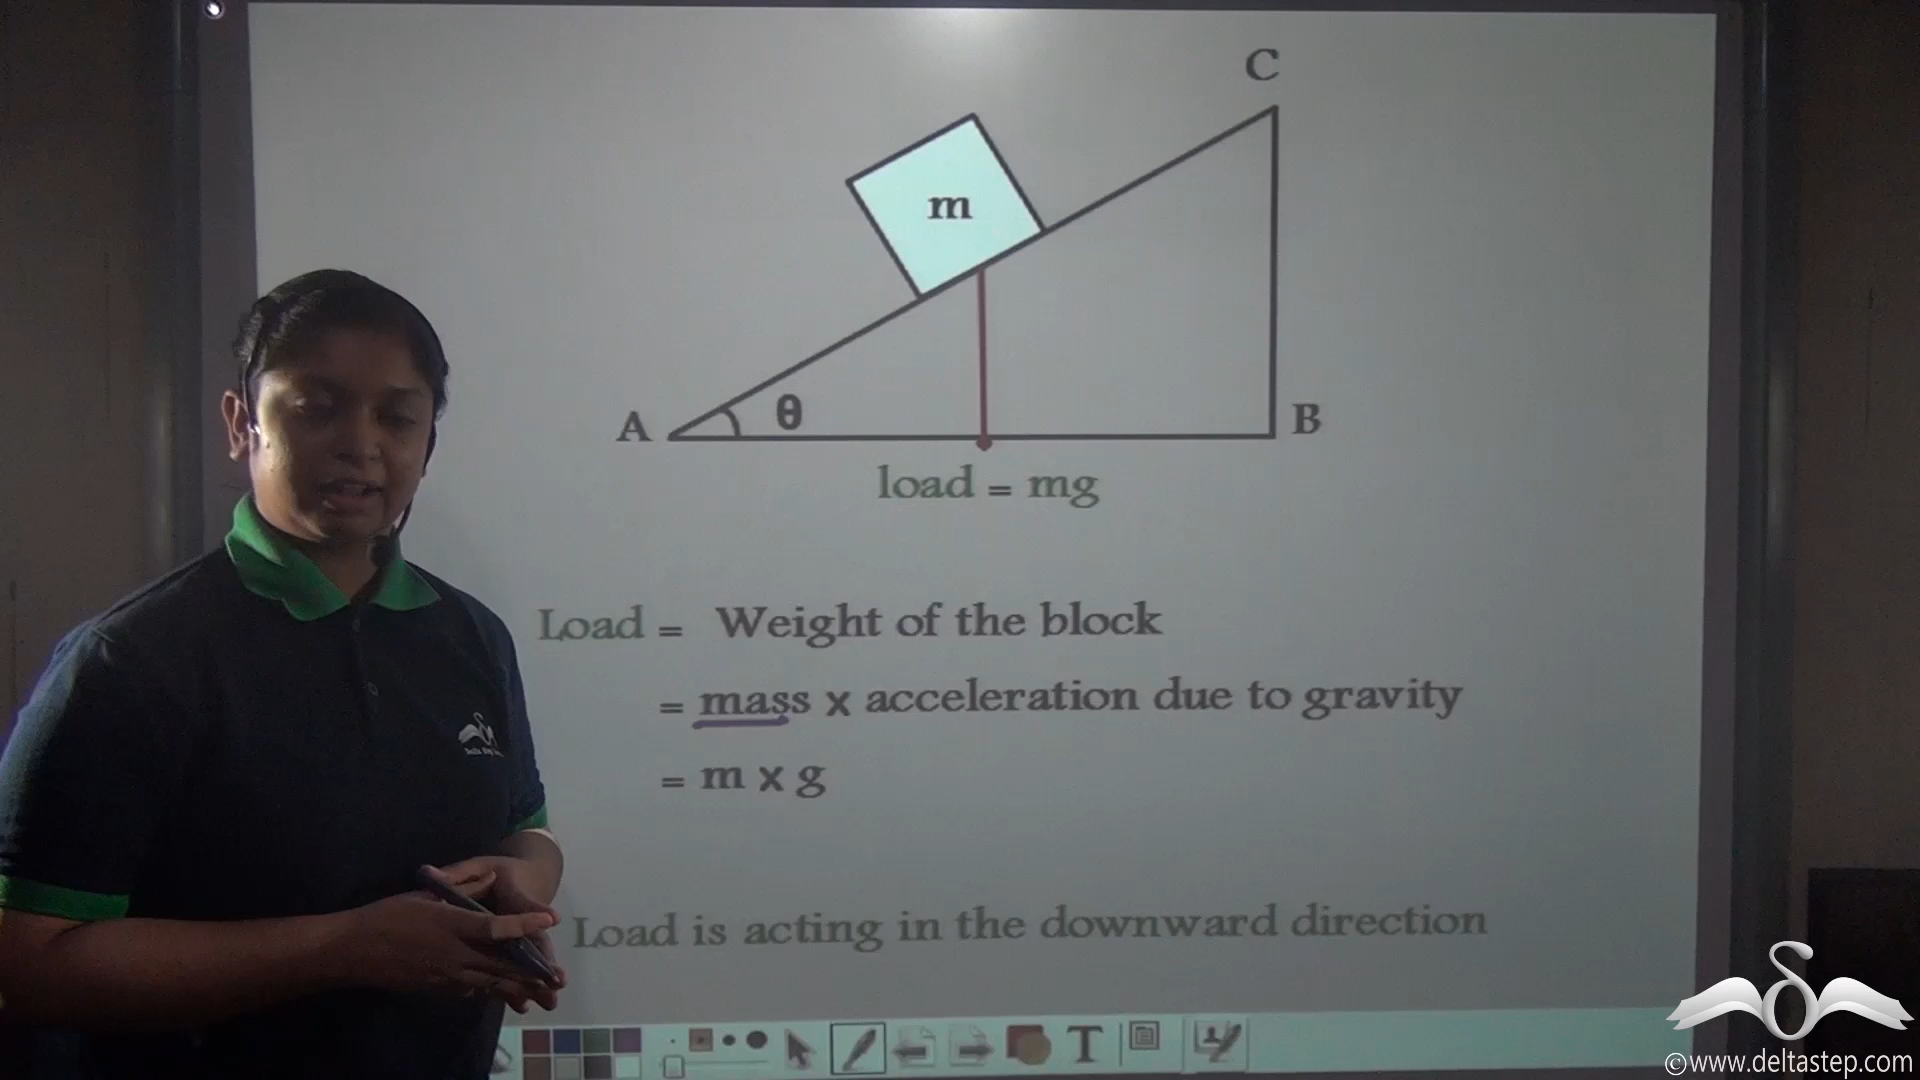 C
m
A
θ
B
load = mg
Load = Weight of the block
= mass x acceleration due to gravity
= m x g
Load is acting in the downward direction
T
©www.deltastep.com